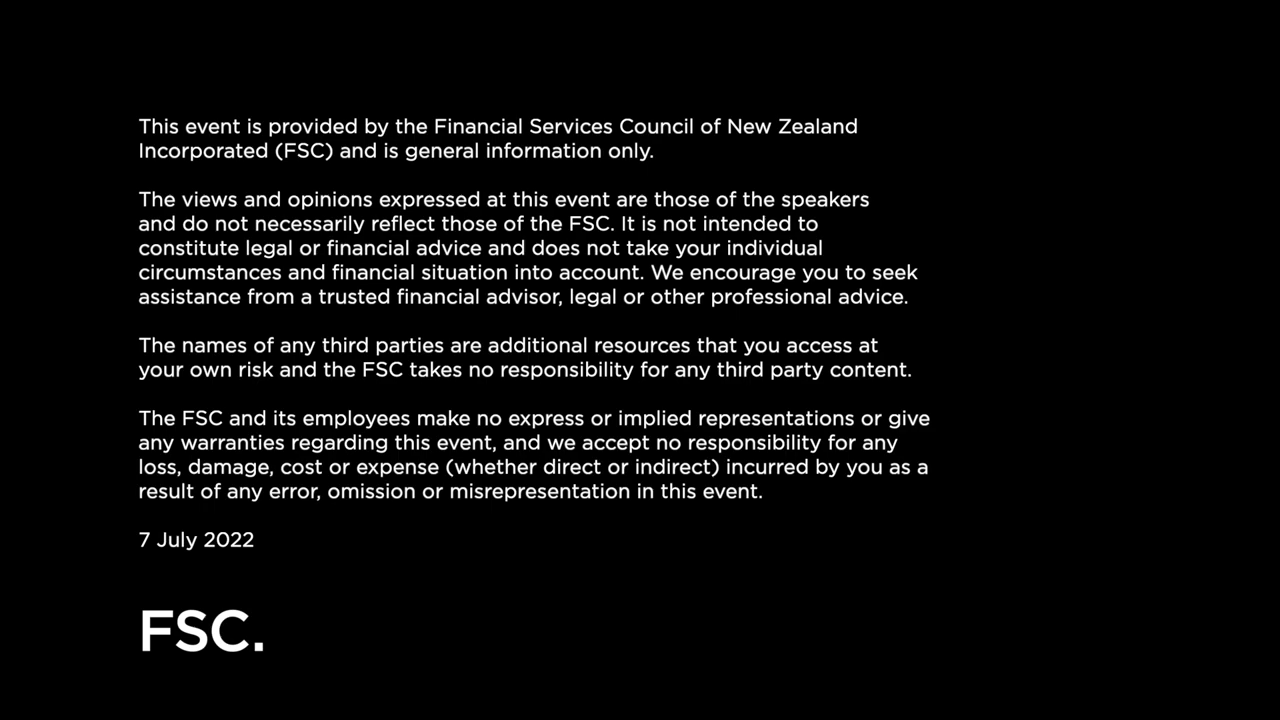 This event is provided by the Financial Services Council of New Zealand
Incorporated (FSC) and is general information only.
The views and opinions expressed at this event are those of the speakers
and do not necessarily reflect those of the FSC. It is not intended to
constitute legal or financial advice and does not take your individual
circumstances and financial situation into account. We encourage you to seek
assistance from a trusted financial advisor, legal or other professional advice.
The names of any third parties are additional resources that you access at
your own risk and the FSC takes no responsibility for any third party content.
The FSC and its employees make no express or implied representations or give
any warranties regarding this event, and we accept no responsibility for any
loss, damage, cost or expense (whether direct or indirect) incurred by you as a
result of any error, omission or misrepresentation in this event.
7 July 2022
FSC.